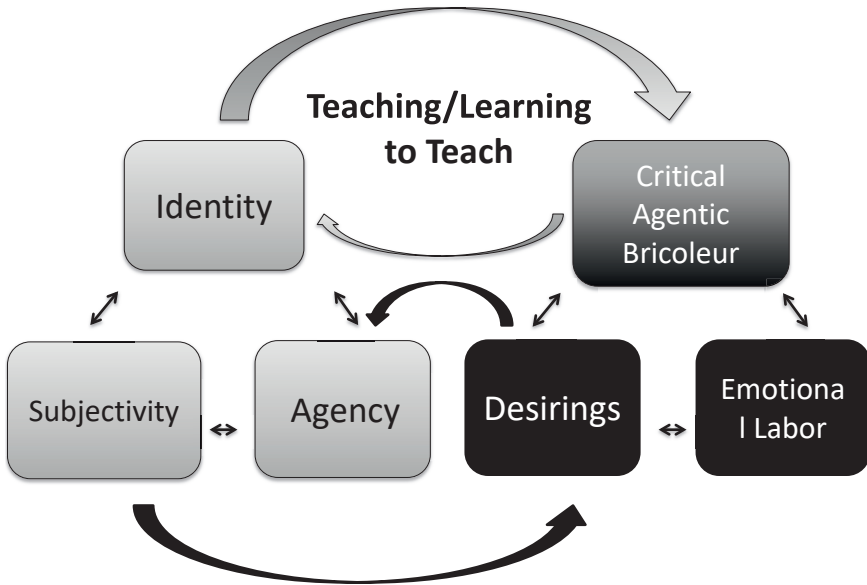 Teaching/Learning
to Teach
Identity
Critical
Agentic
Bricoleur
Subjectivity
Agency
Desirings
Emotiona
l Labor